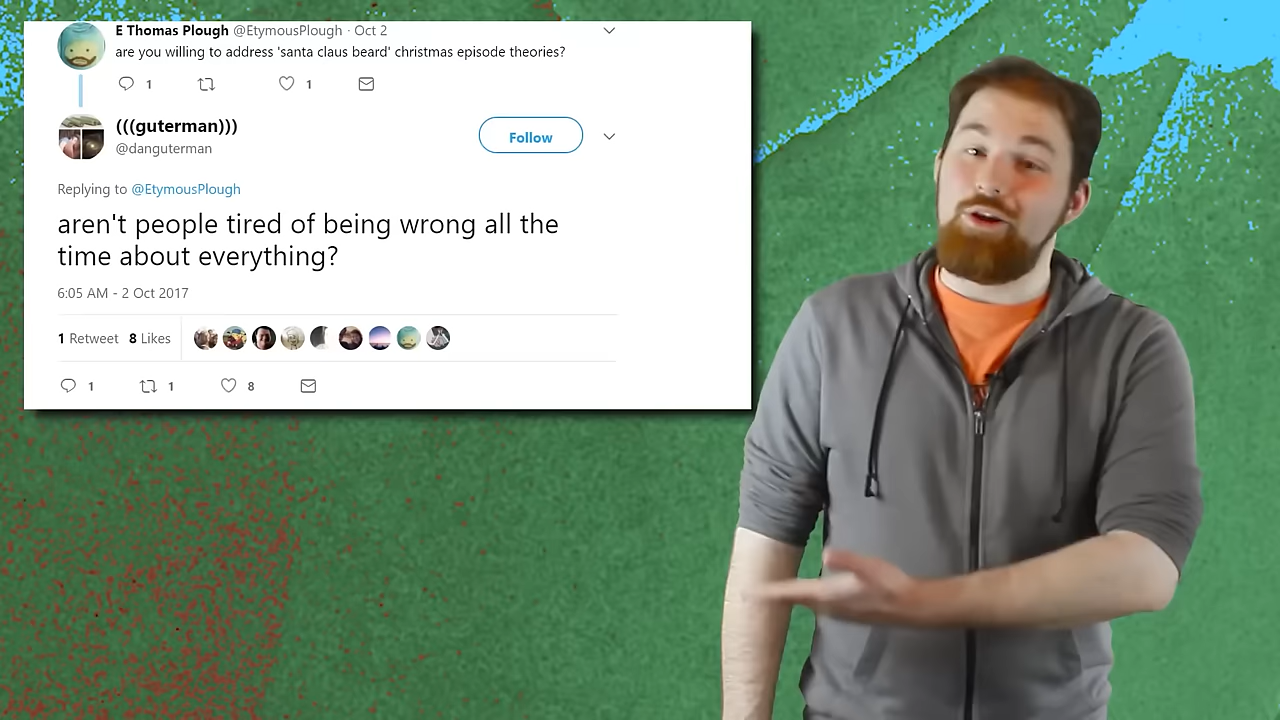 E Thomas Plough @EtymousPlough · Oct 2
are you willing to address 'santa claus beard' christmas episode theories?
1 1
(((guterman)))
@danguterman
Follow
Replying to @EtymousPlough
aren't people tired of being wrong all the
time about everything?
6:05 AM - 2 Oct 2017
1 Retweet 8 Likes
1 1 8